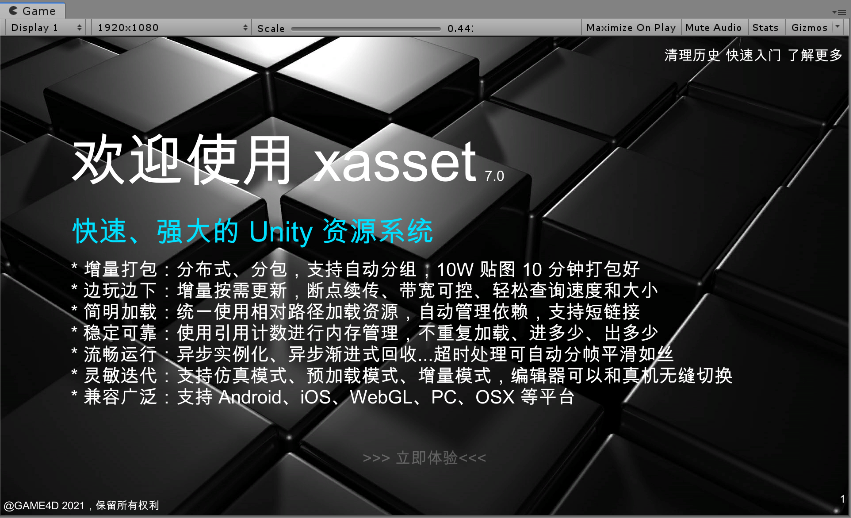 Game
Display 1 1920x1080 Scale 0.44 Maximize On Play Mute Audio Stats Gizmos
清理历史 快速入门 了解更多
欢迎使用 xasset 7.0
快速、强大的 Unity 资源系统
* 增量打包：分布式、分包，支持自动分组；10W 贴图 10 分钟打包好
* 边玩边下：增量按需更新，断点续传、带宽可控、轻松查询速度和大小
* 简明加载：统一使用相对路径加载资源，自动管理依赖，支持短链接
* 稳定可靠：使用引用计数进行内存管理，不重复加载、进多少、出多少
* 流畅运行：异步实例化、异步渐进式回收...超时处理可自动分帧平滑如丝
* 灵敏迭代：支持仿真模式、预加载模式、增量模式，编辑器可以和真机无缝切换
* 兼容广泛：支持 Android、iOS、WebGL、PC、OSX 等平台
>>> 立即体验<<<
@GAME4D 2021，保留所有权利
1